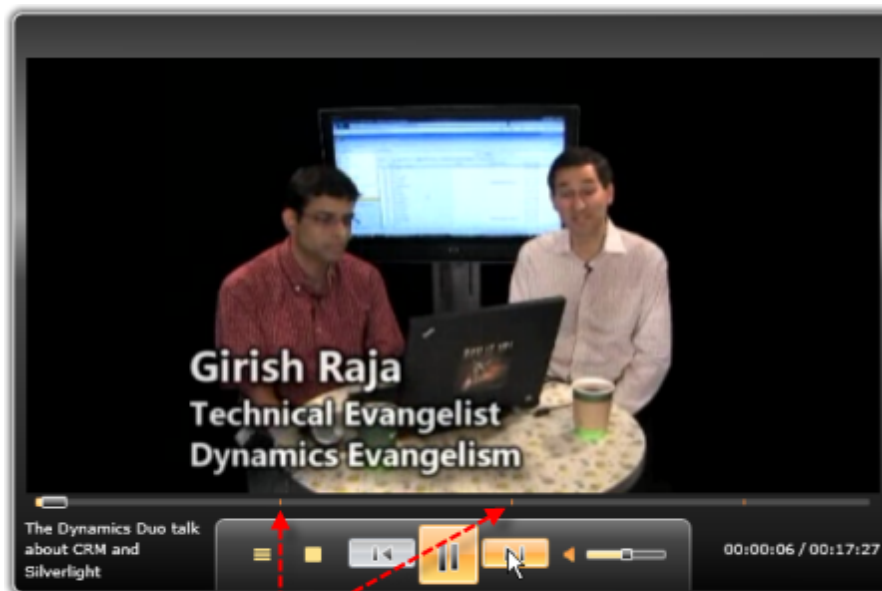 Girish Raja
Technical Evangelist
Dynamics Evangelism
The Dynamics Duo talk
about CRM and
Silverlight
00:00:06 / 00:17:27